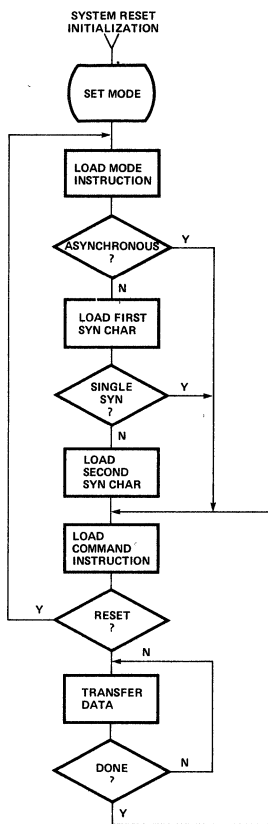 SYSTEM RESET
INITIALIZATION
SET MODE
LOAD MODE
INSTRUCTION
ASYNCHRONOUS
?
Y
N
LOAD FIRST
SYN CHAR
SINGLE
SYN
?
Y
N
LOAD
SECOND
SYN CHAR
LOAD
COMMAND
INSTRUCTION
Y
RESET
?
N
TRANSFER
DATA
DONE
?
N
Y